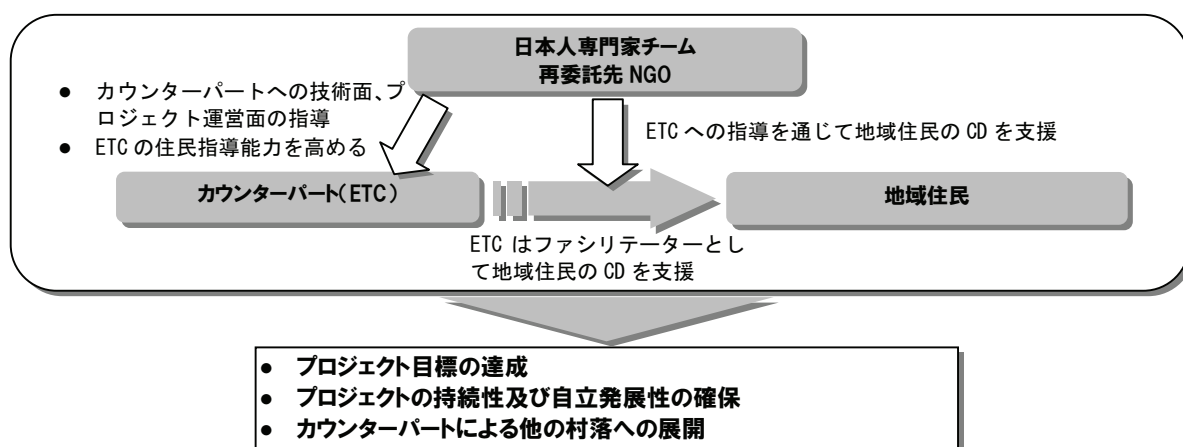 日本人専門家チーム
再委託先 NGO
● カウンターパートへの技術面、プ
ロジェクト運営面の指導
● ETC の住民指導能力を高める
ETC への指導を通じて地域住民の CD を支援
カウンターパート(ETC)
地域住民
ETC はファシリテーターとし
て地域住民の CD を支援
● プロジェクト目標の達成
● プロジェクトの持続性及び自立発展性の確保
● カウンターパートによる他の村落への展開